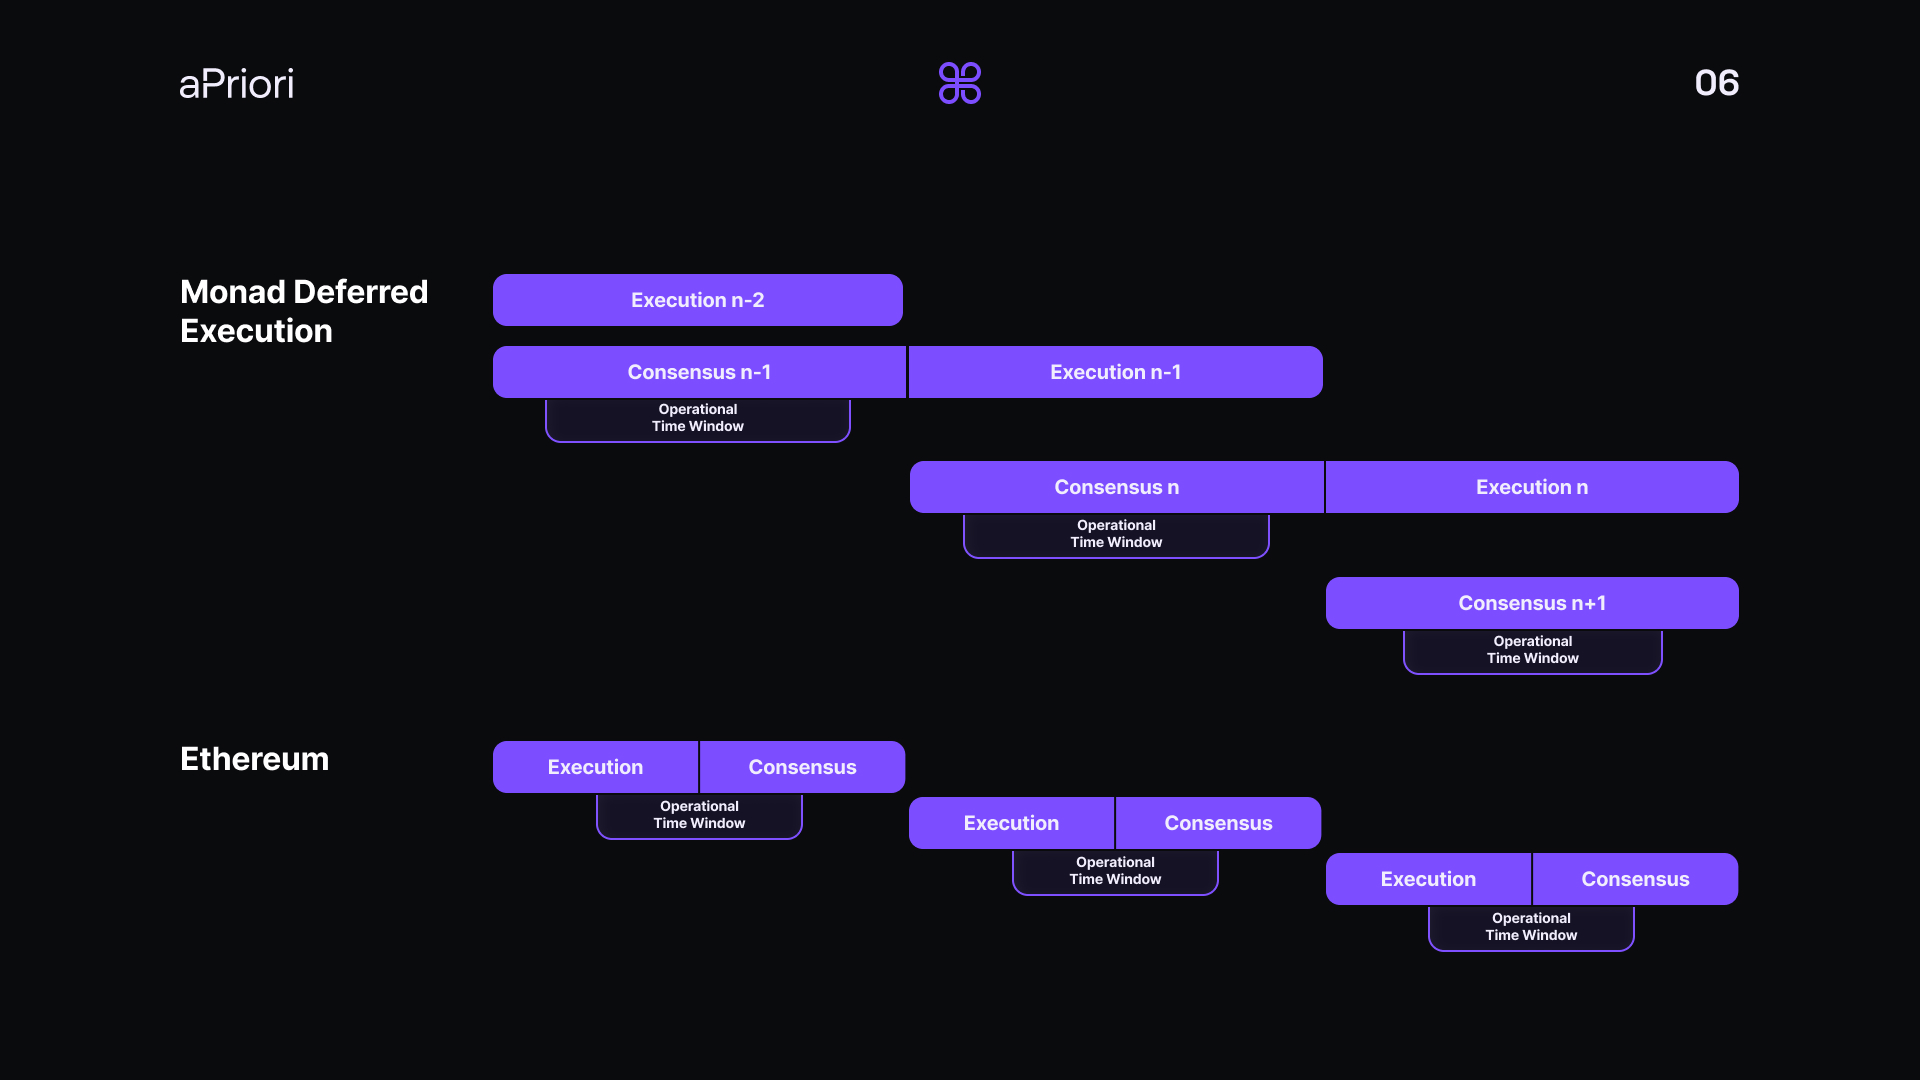 aPriori
06
Monad Deferred
Execution
Execution n-2
Consensus n-1
Execution n-1
Operational
Time Window
Consensus n
Execution n
Operational
Time Window
Consensus n+1
Operational
Time Window
Ethereum
Execution
Consensus
Operational
Time Window
Execution
Consensus
Operational
Time Window
Execution
Consensus
Operational
Time Window